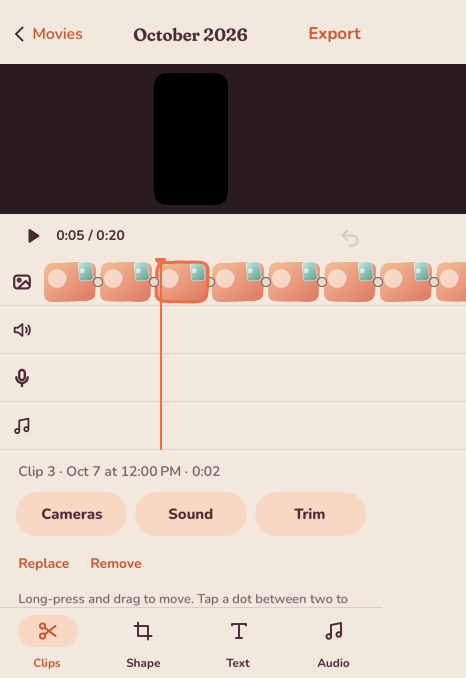 Movies
October 2026
Export
0:05 / 0:20
Clip 3 · Oct 7 at 12:00 PM · 0:02
Cameras
Sound
Trim
Replace
Remove
Long-press and drag to move. Tap a dot between two to
Clips
Shape
Text
Audio